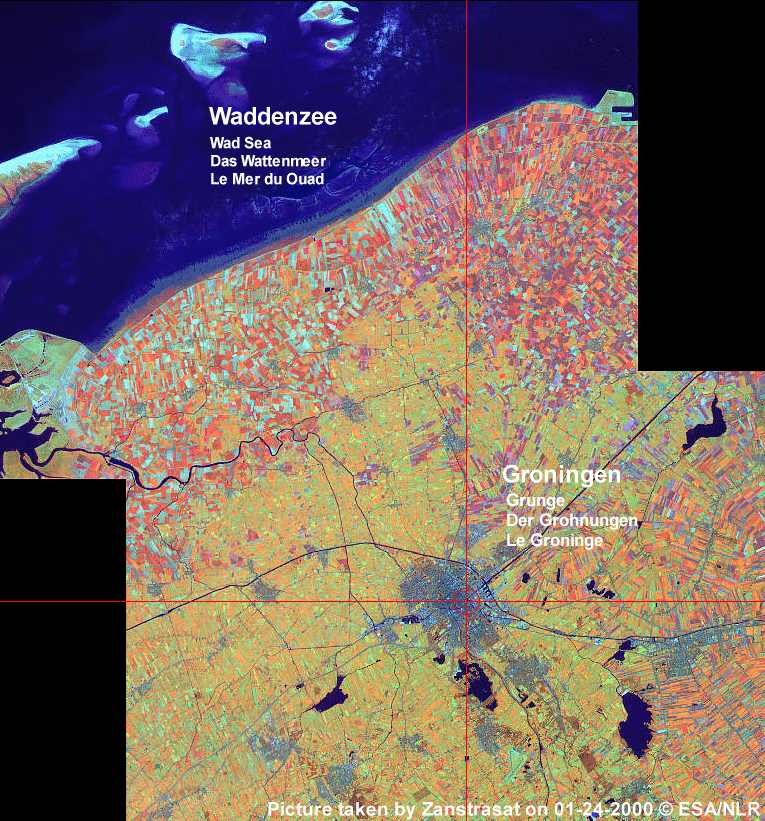 Waddenzee
Wad Sea
Das Wattenmeer
Le Mer du Ouad
Groningen
Grunge
Der Grohnungen
Le Groninge
Picture taken by Zanstrasat on 01-24-2000 © ESA/NLR